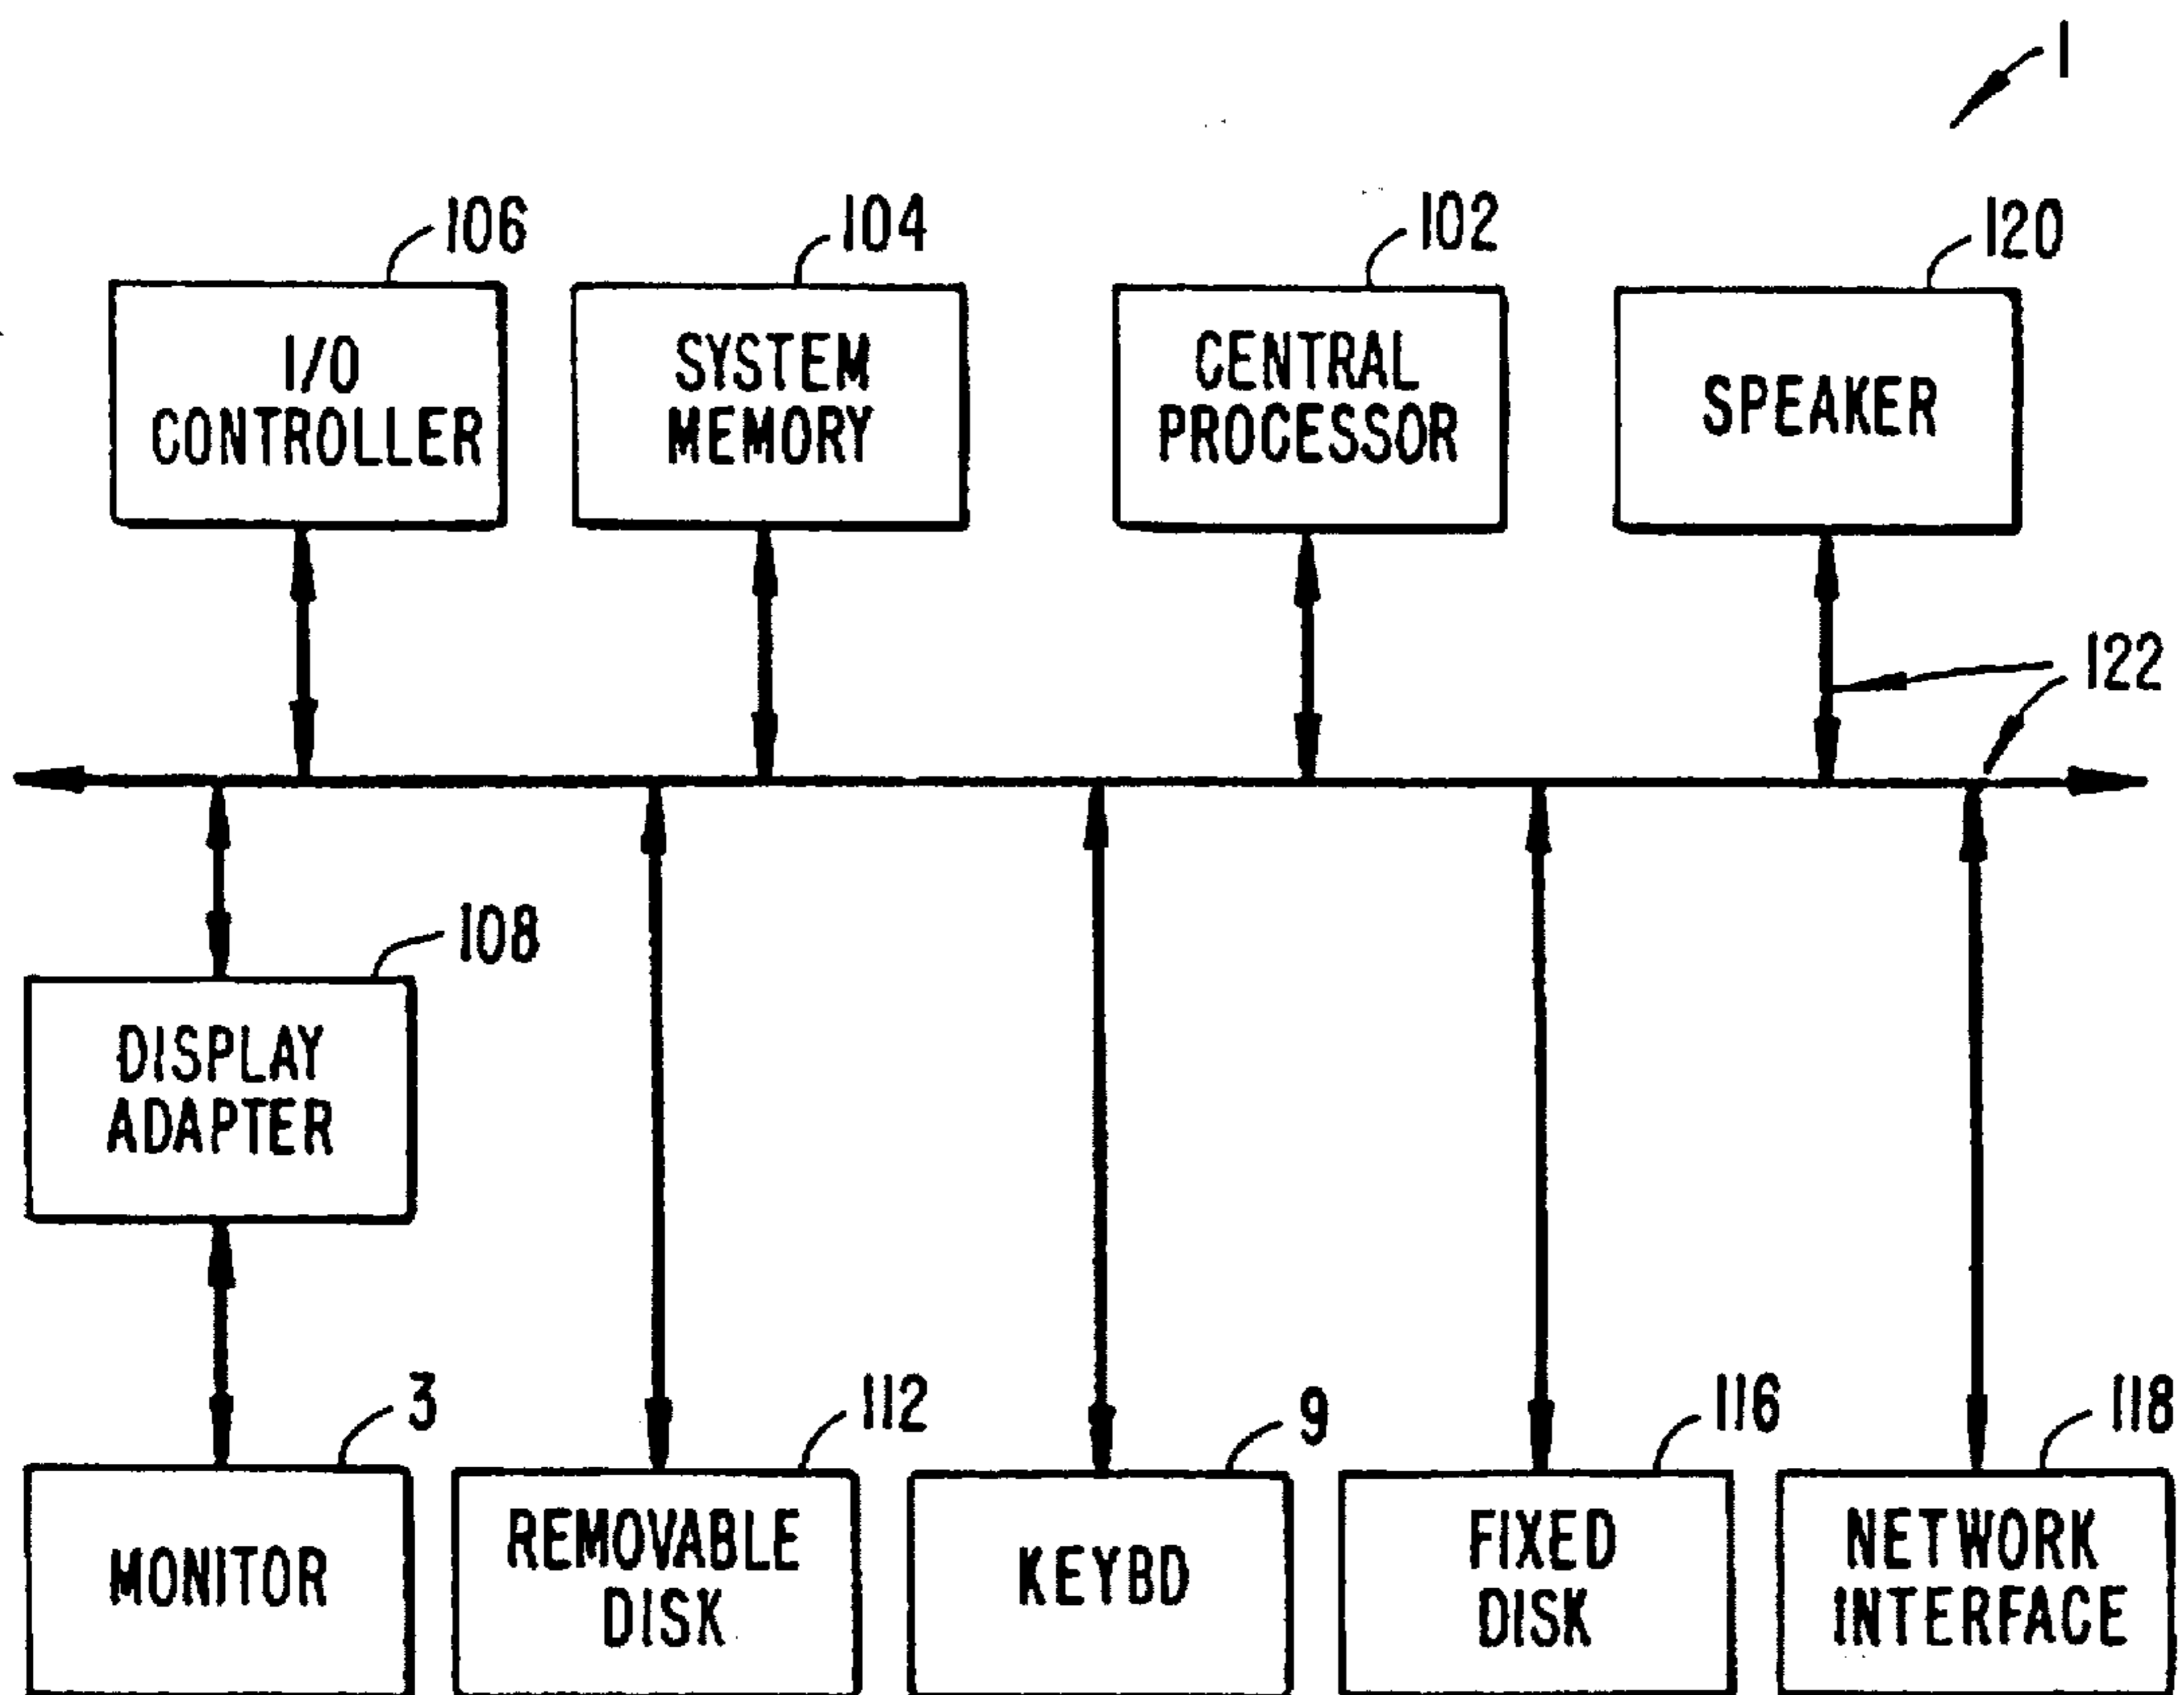 1
106
104
102
120
I/O
CONTROLLER
SYSTEM
MEMORY
CENTRAL
PROCESSOR
SPEAKER
122
108
DISPLAY
ADAPTER
3
112
9
116
118
MONITOR
REMOVABLE
DISK
KEYBD
FIXED
DISK
NETWORK
INTERFACE